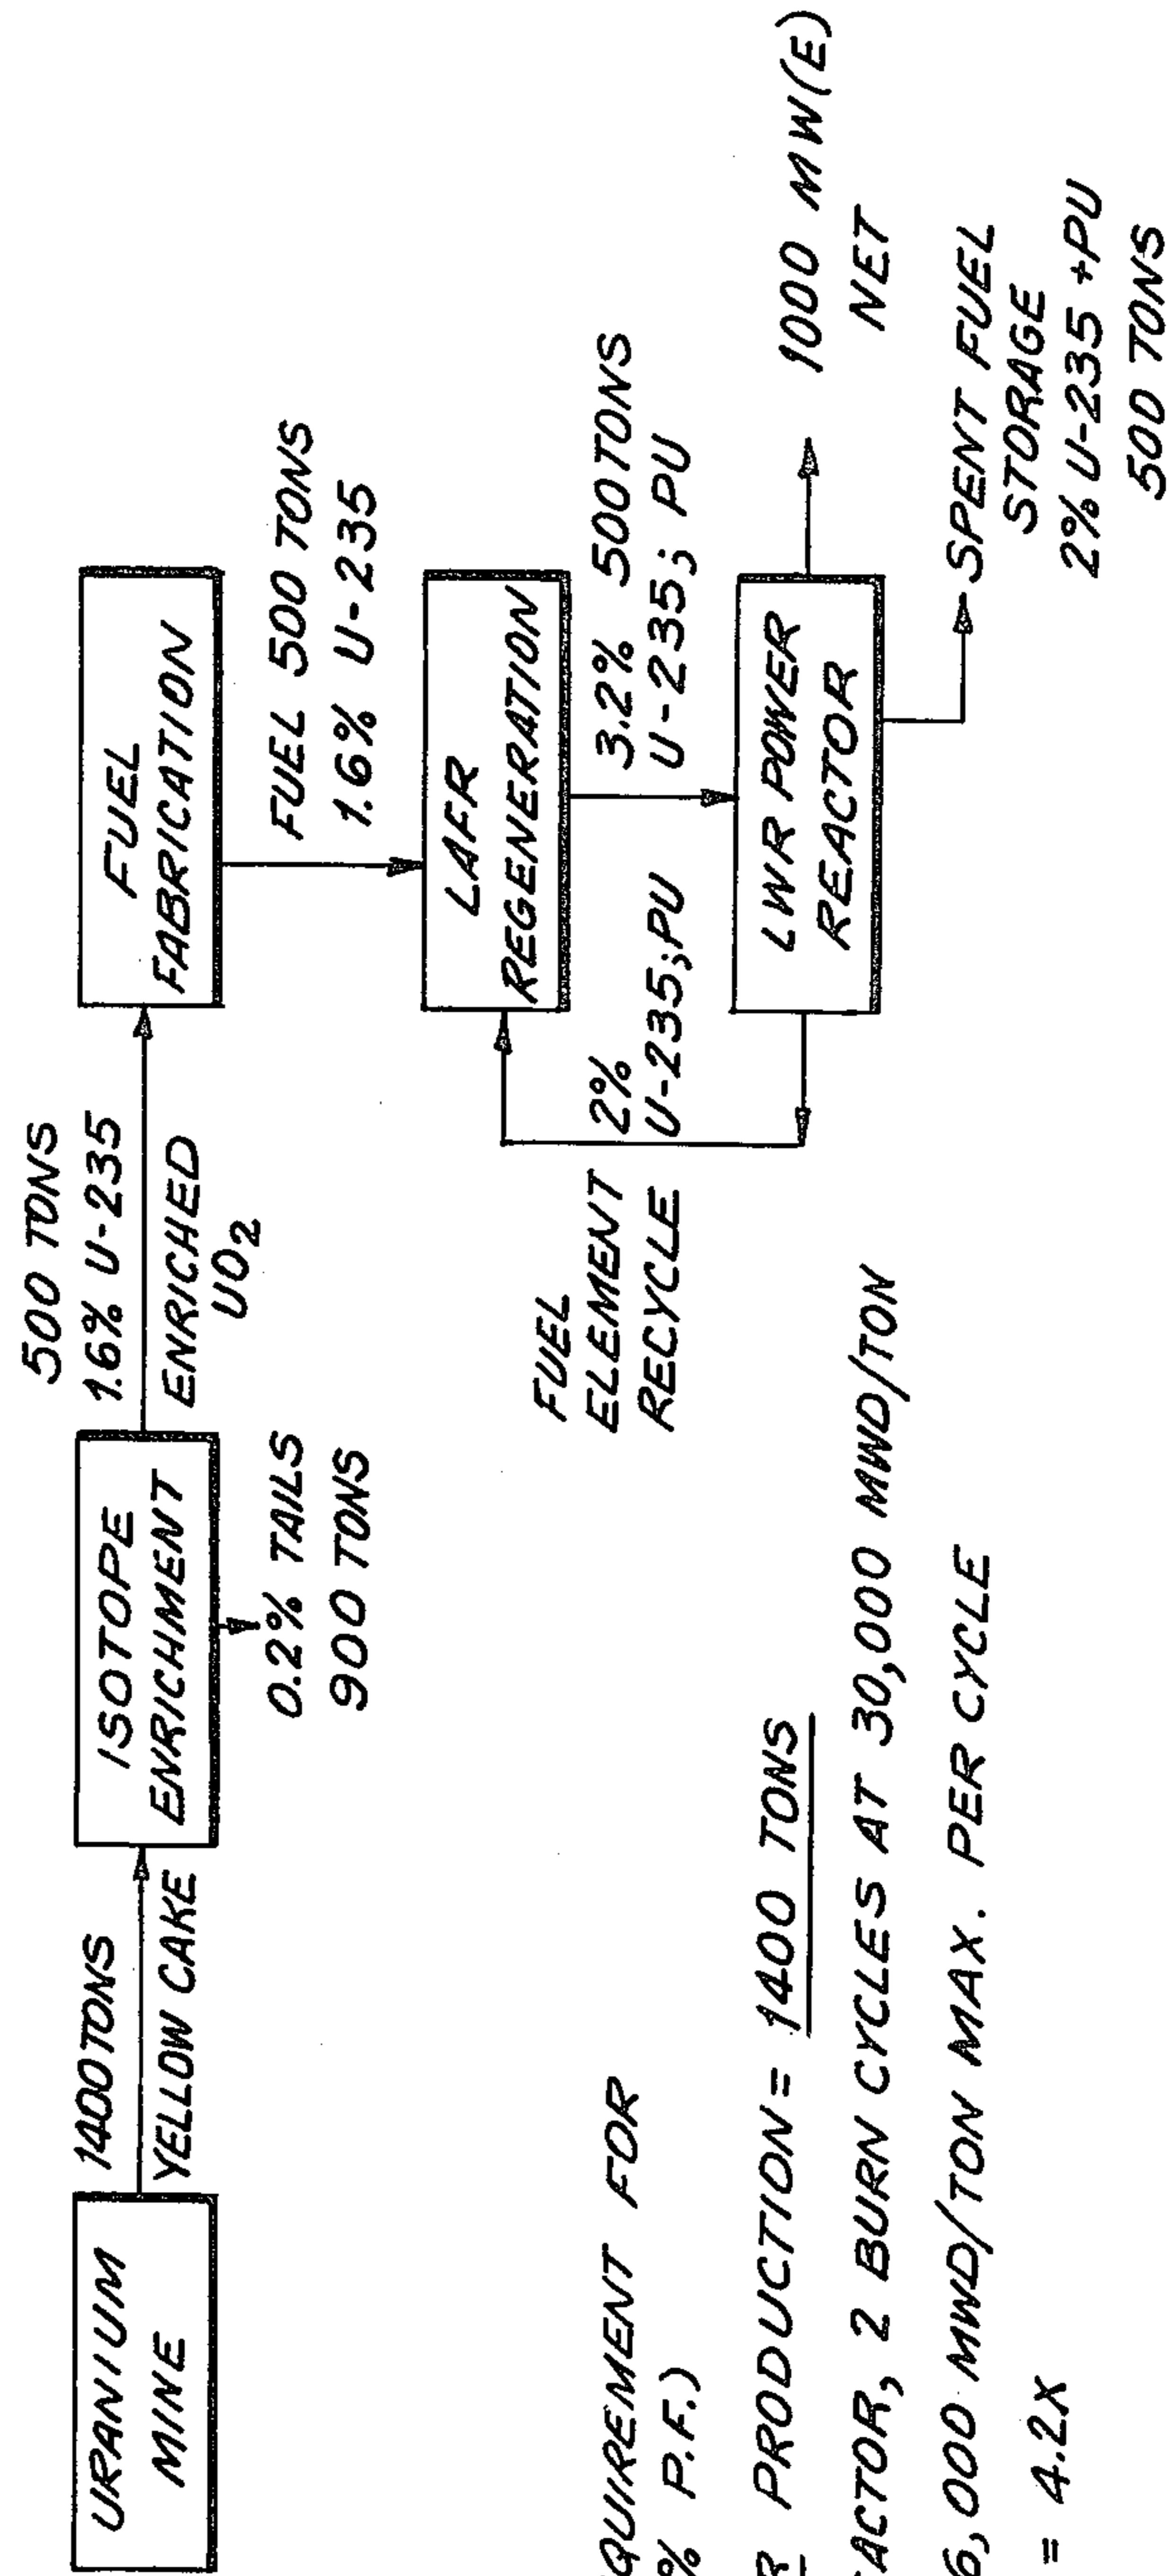 URANIUM
MINE
1400 TONS
YELLOW CAKE
ISOTOPE
ENRICHMENT
0.2% TAILS
900 TONS
500 TONS
1.6% U-235
ENRICHED
UO2
FUEL
FABRICATION
FUEL 500 TONS
1.6% U-235
LAFR
REGENERATION
3.2% 500 TONS
U-235; PU
FUEL
ELEMENT
RECYCLE
2%
U-235;PU
LWR POWER
REACTOR
1000 MW(E)
NET
SPENT FUEL
STORAGE
2% U-235 +PU
500 TONS
QUIREMENT FOR
% P.F.)
R PRODUCTION = 1400 TONS
ACTOR, 2 BURN CYCLES AT 30,000 MWD/TON
6,000 MWD/TON MAX. PER CYCLE
= 4.2X